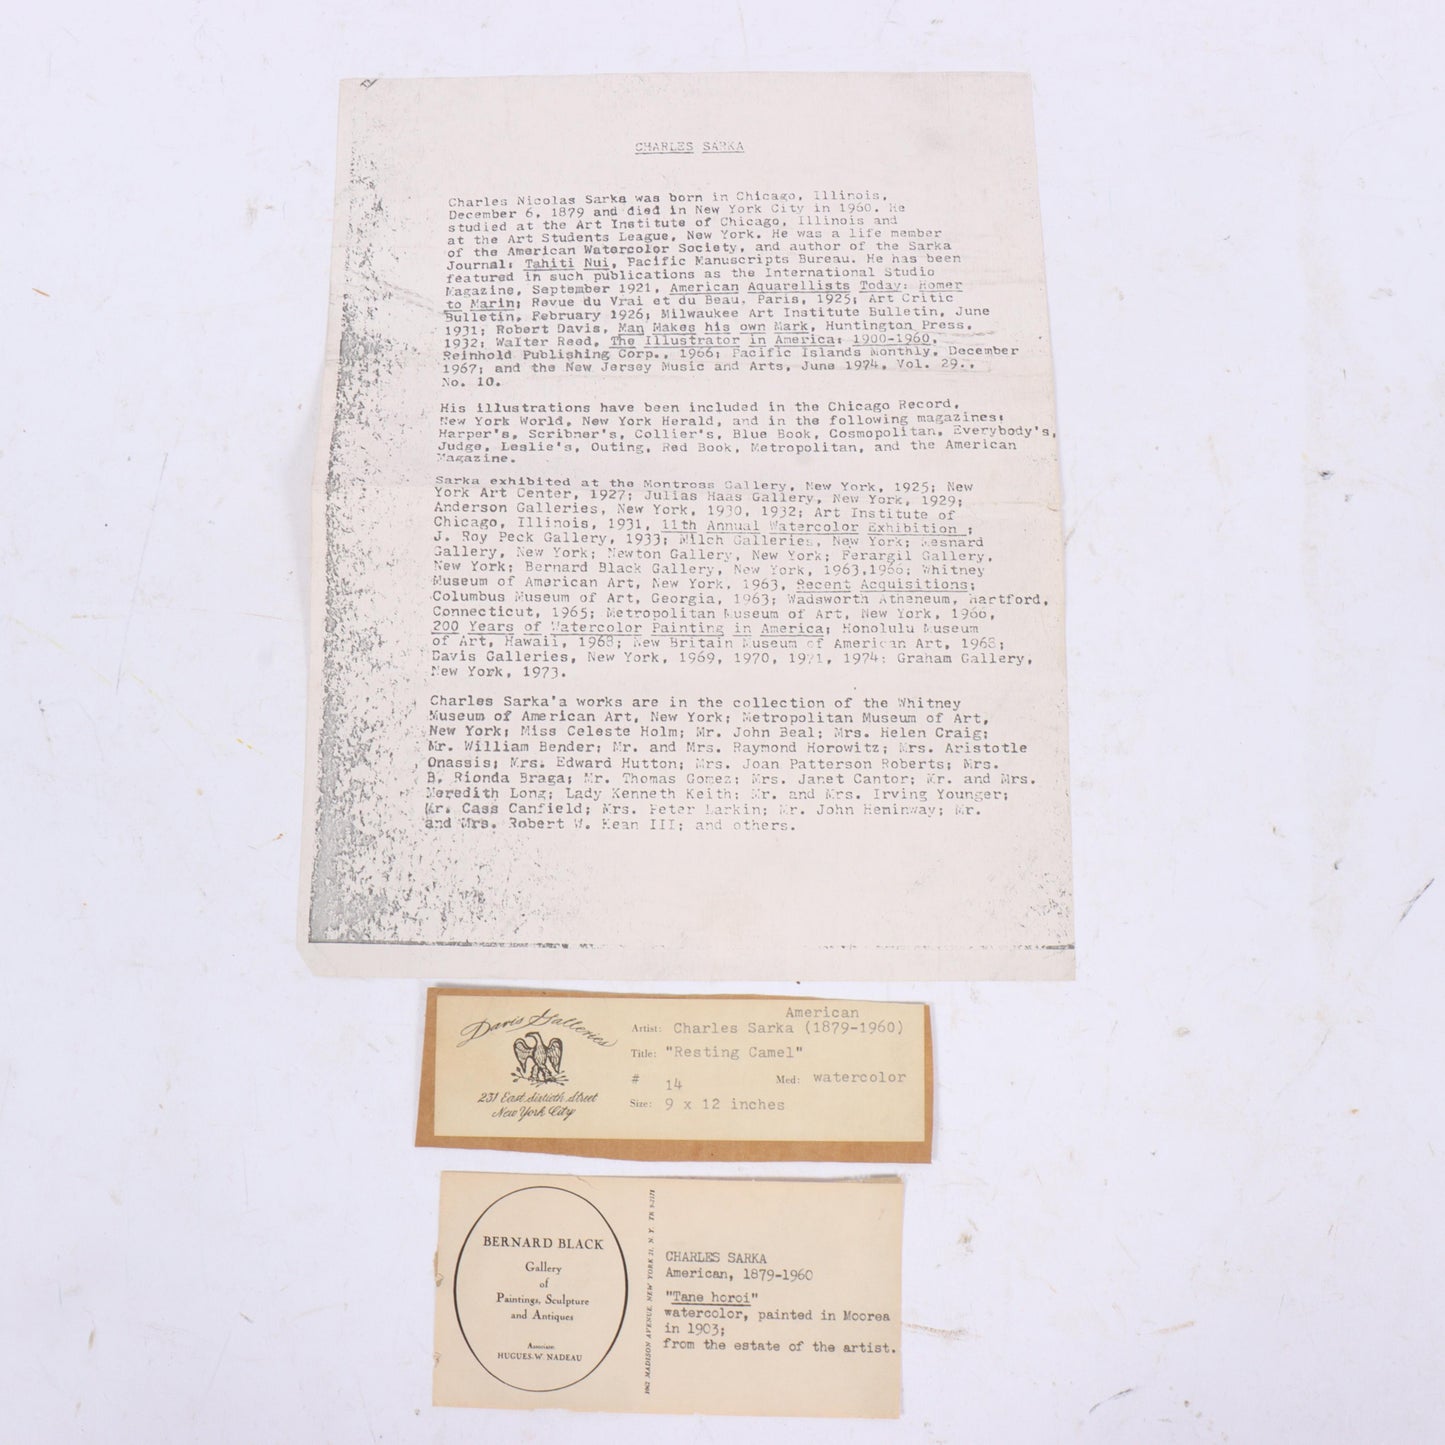 CHARLES SARKA
Charles Nicolas Sarka was born in Chicago, Illinois,
December 6, 1879 and died in New York City in 1960. He
studied at the Art Institute of Chicago, Illinois and
at the Art Students League, New York. He was a life member
of the American Watercolor Society, and author of the Sarka
Journal: Tahiti Nui, Pacific Manuscripts Bureau. He has been
featured in such publications as the International Studio
Magazine, September 1921, American Aquarellists Today: Homer
to Marin; Revue du Vrai et du Beau, Paris, 1925; Art Critic
Bulletin, February 1926; Milwaukee Art Institute Bulletin, June
1931; Robert Davis, Man Makes his own Mark, Huntington Press,
1932; Walter Reed, The Illustrator in America: 1900-1960,
Reinhold Publishing Corp., 1966; Pacific Islands Monthly, December
1967; and the New Jersey Music and Arts, June 1974, Vol. 29.,
No. 10.
His illustrations have been included in the Chicago Record,
New York World, New York Herald, and in the following magazines:
Harper's, Scribner's, Collier's, Blue Book, Cosmopolitan, Everybody's,
Judge, Leslie's, Outing, Red Book, Metropolitan, and the American
Magazine.
Sarka exhibited at the Montross Gallery, New York, 1925; New
York Art Center, 1927; Julias Haas Gallery, New York, 1929;
Anderson Galleries, New York, 1930, 1932; Art Institute of
Chicago, Illinois, 1931, 11th Annual Watercolor Exhibition ;
J. Roy Peck Gallery, 1933; Milch Galleries, New York; Kesnard
Gallery, New York; Newton Gallery, New York; Ferargil Gallery,
New York; Bernard Black Gallery, New York, 1963,1966; Whitney
Museum of American Art, New York, 1963, Recent Acquisitions;
Columbus Museum of Art, Georgia, 1963; Wadsworth Atheneum, Hartford,
Connecticut, 1965; Metropolitan Museum of Art, New York, 1966,
200 Years of Watercolor Painting in America; Honolulu Museum
of Art, Hawaii, 1968; New Britain Museum of American Art, 1968;
Davis Galleries, New York, 1969, 1970, 1971, 1974; Graham Gallery,
New York, 1973.
Charles Sarka'a works are in the collection of the Whitney
Museum of American Art, New York; Metropolitan Museum of Art,
New York; Miss Celeste Holm; Mr. John Beal; Mrs. Helen Craig;
Mr. William Bender; Mr. and Mrs. Raymond Horowitz; Mrs. Aristotle
Onassis; Mrs. Edward Hutton; Mrs. Joan Patterson Roberts; Mrs.
B. Rionda Braga; Mr. Thomas Gomez; Mrs. Janet Cantor; Mr. and Mrs.
Meredith Long; Lady Kenneth Keith; Mr. and Mrs. Irving Younger;
Mr. Cass Canfield; Mrs. Peter Larkin; Mr. John Heminway; Mr.
and Mrs. Robert W. Kean III; and others.
Davis Galleries
231 East Sixtieth Street
New York City
American
Artist: Charles Sarka (1879-1960)
Title: "Resting Camel"
# 14 Med: watercolor
Size: 9 x 12 inches
BERNARD BLACK
Gallery
of
Paintings, Sculpture
and Antiques
Associate:
HUGUES-W. NADEAU
1062 MADISON AVENUE, NEW YORK 21, N. Y. TR 9-2171
CHARLES SARKA
American, 1879-1960
"Tane horoi"
watercolor, painted in Moorea
in 1903;
from the estate of the artist.